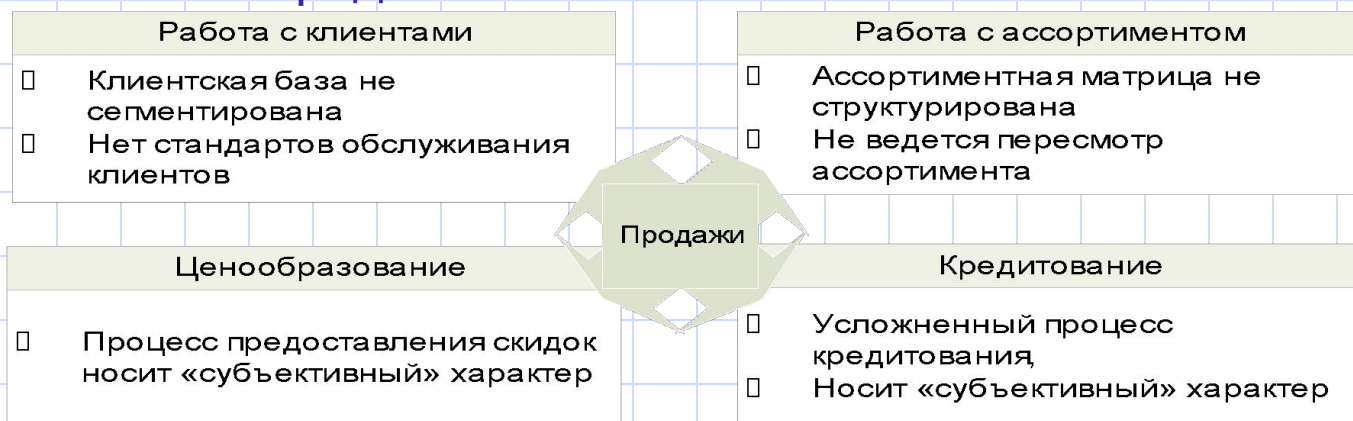 Работа с клиентами
Клиентская база не
сегментирована
Нет стандартов обслуживания
клиентов
Работа с ассортиментом
Ассортиментная матрица не
структурирована
Не ведется пересмотр
ассортимента
Продажи
Ценообразование
Процесс предоставления скидок
носит «субъективный» характер
Кредитование
Усложненный процесс
кредитования,
Носит «субъективный» характер